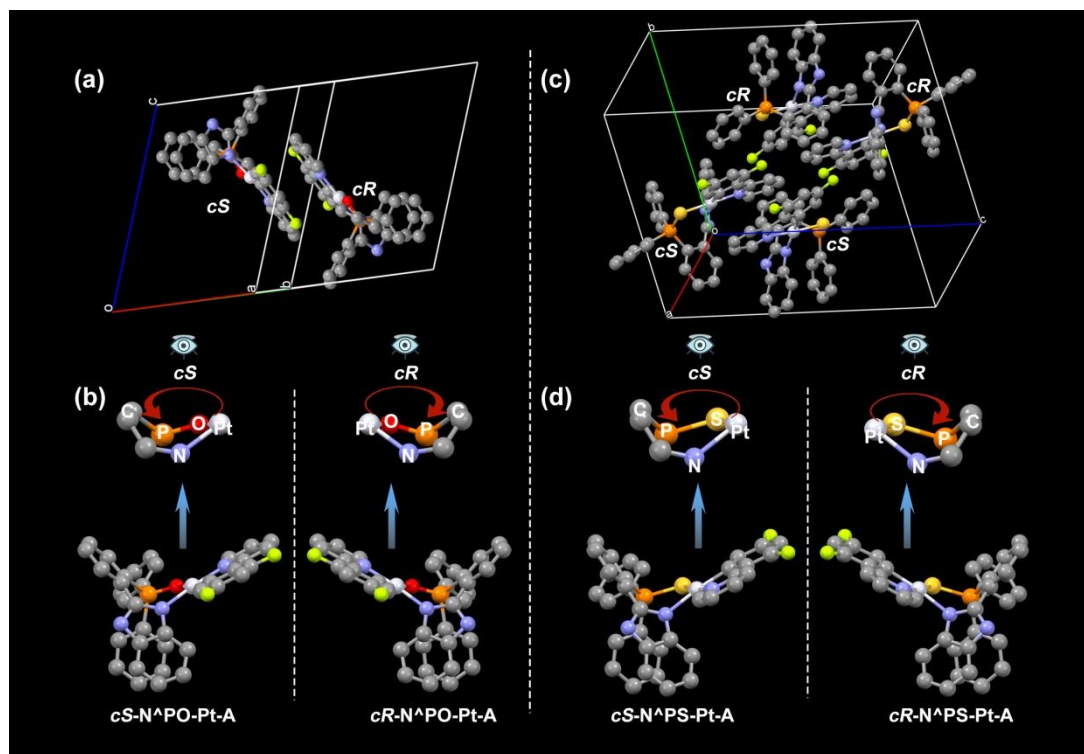 (a)
c
cS
cR
a
b
o
(c)
b
cR
cR
o
c
cS
cS
a
cS
cR
(b)
C
P
O
Pt
N
Pt
O
P
C
N
cS
cR
(d)
C
P
S
Pt
N
Pt
S
P
C
N
cS-N^PO-Pt-A
cR-N^PO-Pt-A
cS-N^PS-Pt-A
cR-N^PS-Pt-A